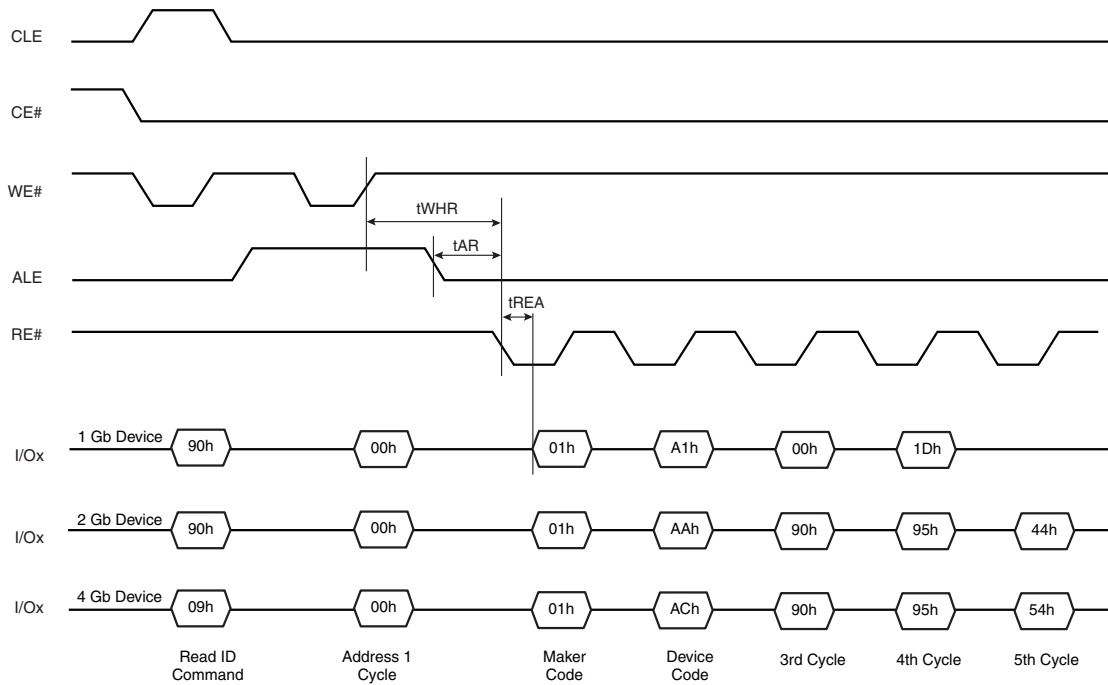 CLE
CE#
WE#
tWHR
tAR
ALE
tREA
RE#
1 Gb Device
I/Ox 90h 00h 01h A1h 00h 1Dh
2 Gb Device
I/Ox 90h 00h 01h AAh 90h 95h 44h
4 Gb Device
I/Ox 09h 00h 01h ACh 90h 95h 54h
Read ID Address 1 Maker Device 3rd Cycle 4th Cycle 5th Cycle
Command Cycle Code Code